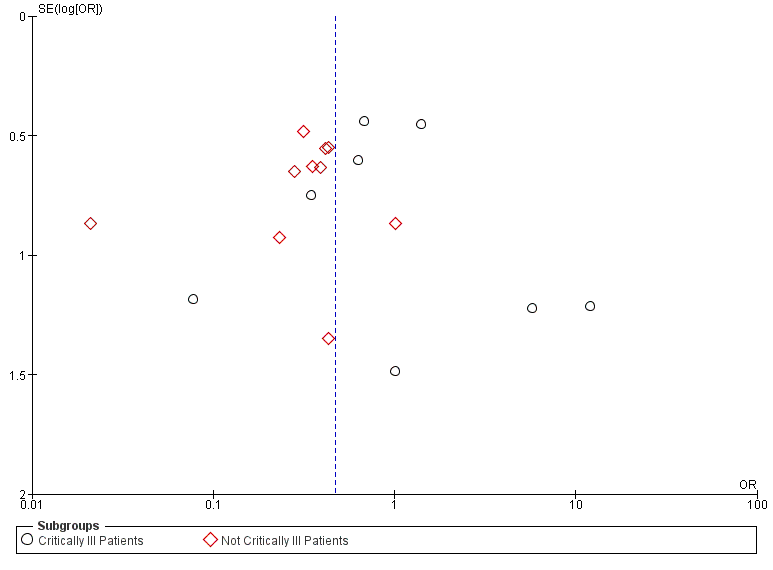 SE(log[OR])
0
0.5
1
1.5
2
OR
0.01 0.1 1 10 100
Subgroups
Critically Ill Patients Not Critically Ill Patients